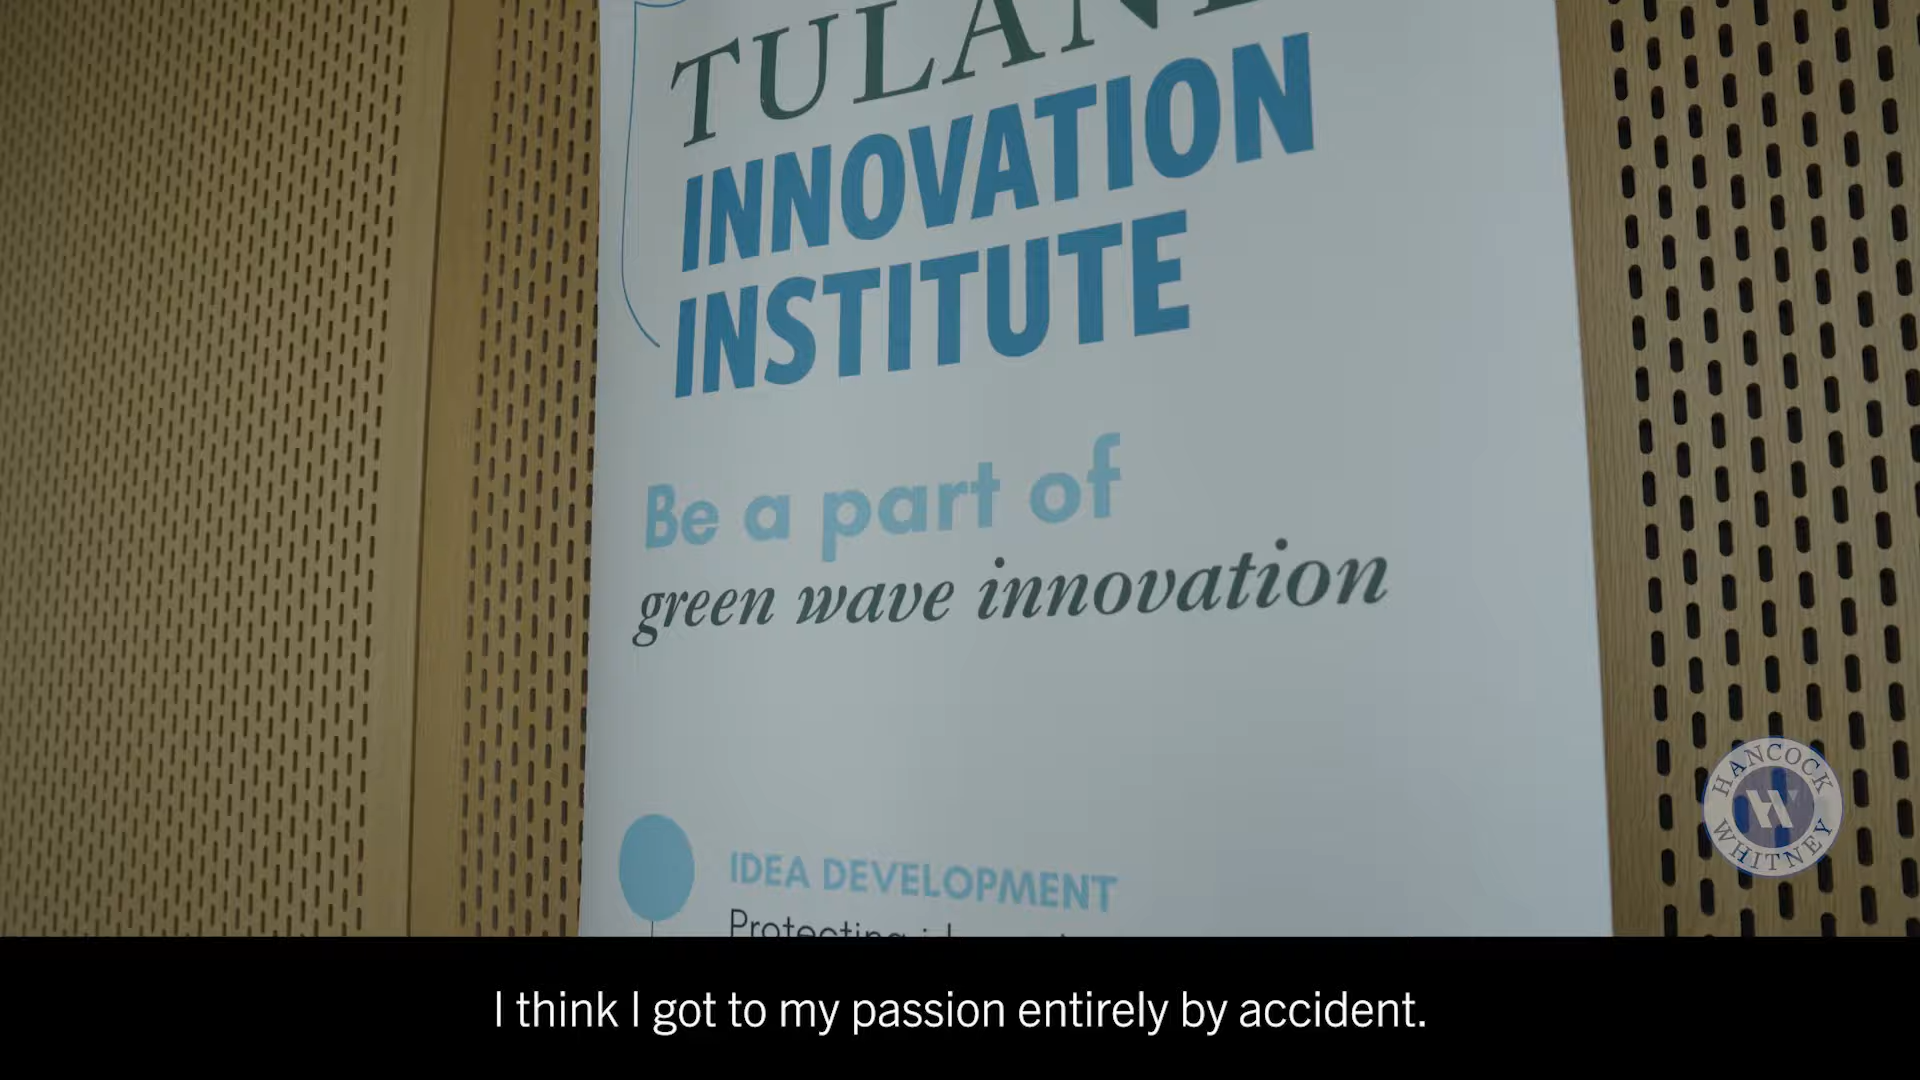 INNOVATION
INSTITUTE
Be a part of
green wave innovation
IDEA DEVELOPMENT
Protecting
HANCOCK
WHITNEY
I think I got to my passion entirely by accident.